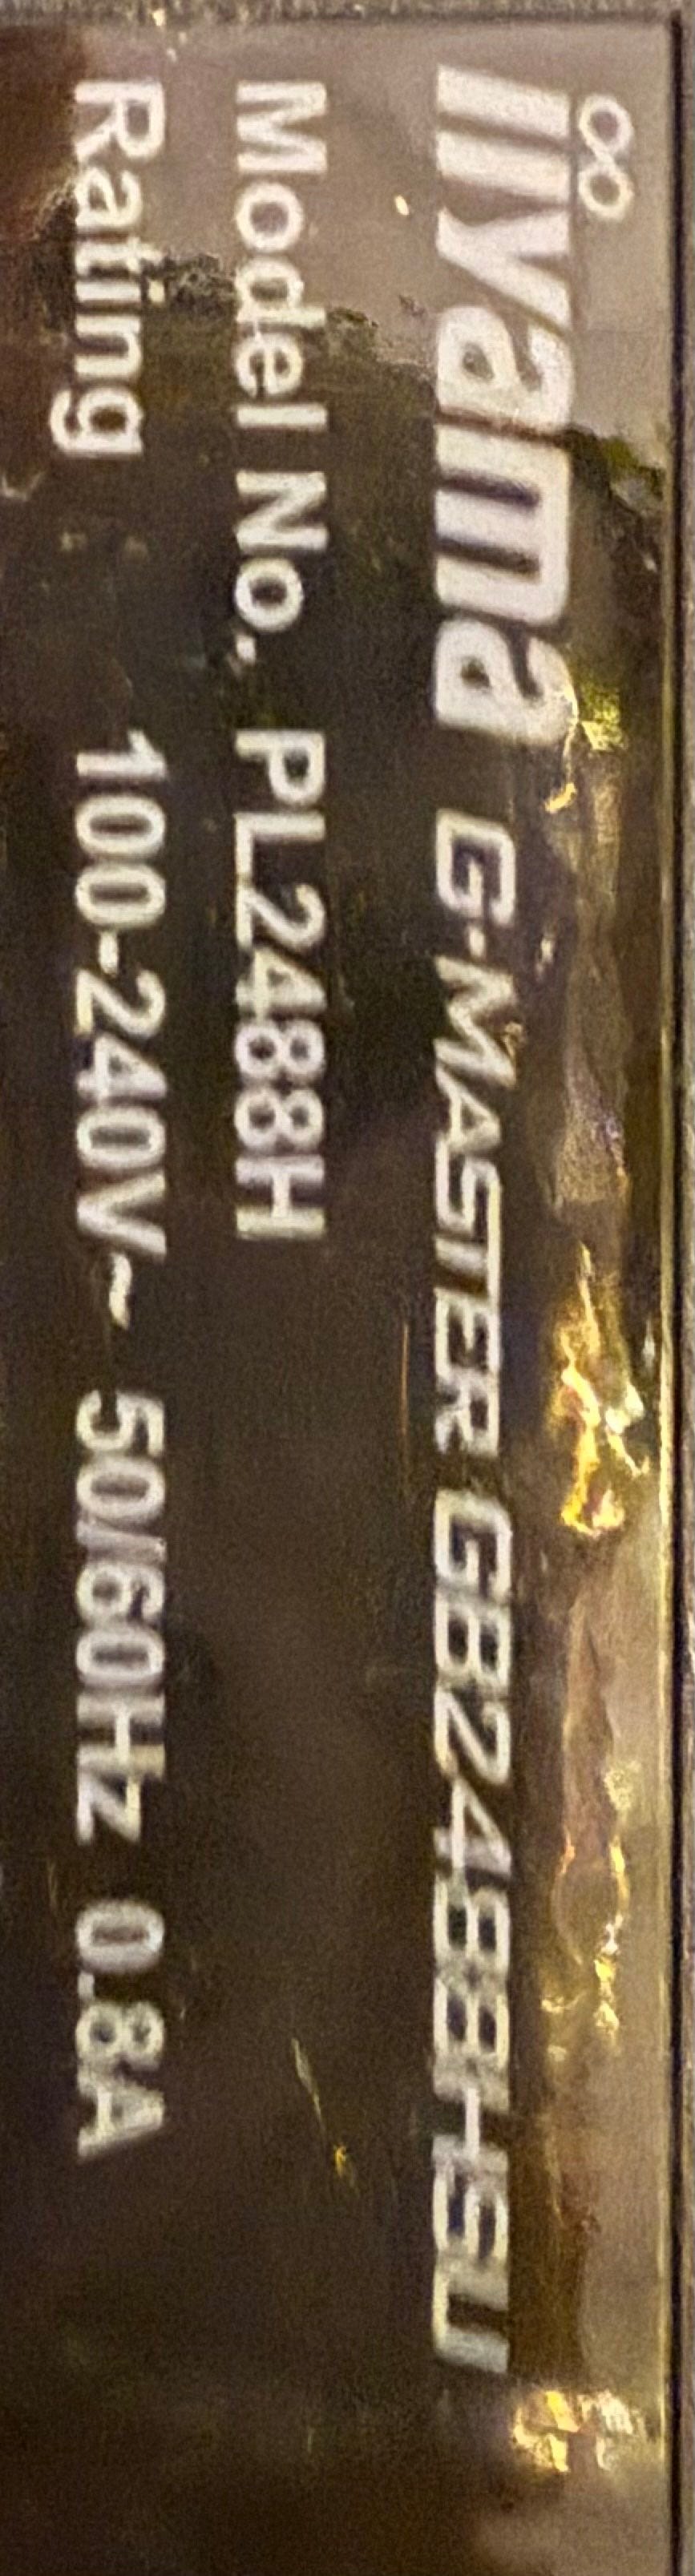 iiyama G-MASTER GB2488HSU
Model No. PL2488H
Rating 100-240V~ 50/60Hz 0.8A